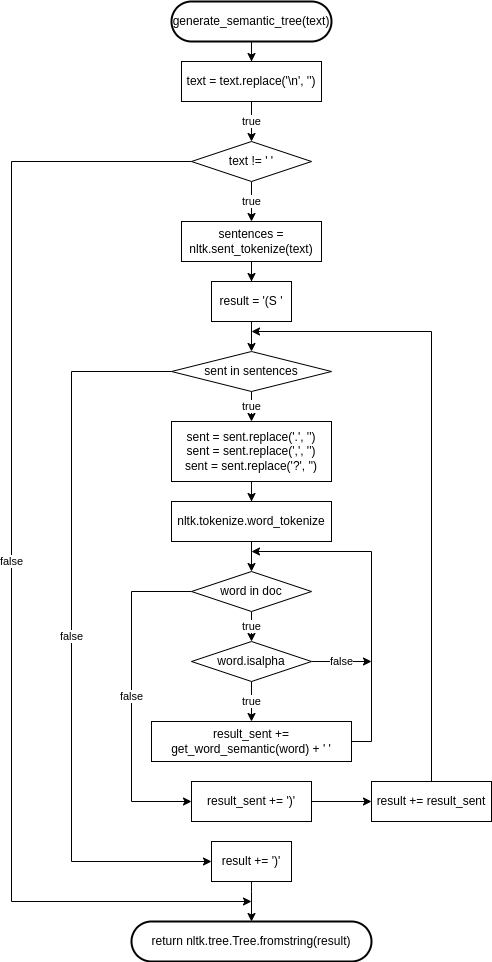 generate_semantic_tree(text)
text = text.replace('\n', '')
true
text != ' '
true
sentences =
nltk.sent_tokenize(text)
result = '(S '
sent in sentences
true
sent = sent.replace('.', '')
sent = sent.replace(',', '')
sent = sent.replace('?', '')
nltk.tokenize.word_tokenize
word in doc
false
true
false
word.isalpha
false
false
true
result_sent +=
get_word_semantic(word) + ' '
result_sent += ')'
result += result_sent
result += ')'
return nltk.tree.Tree.fromstring(result)